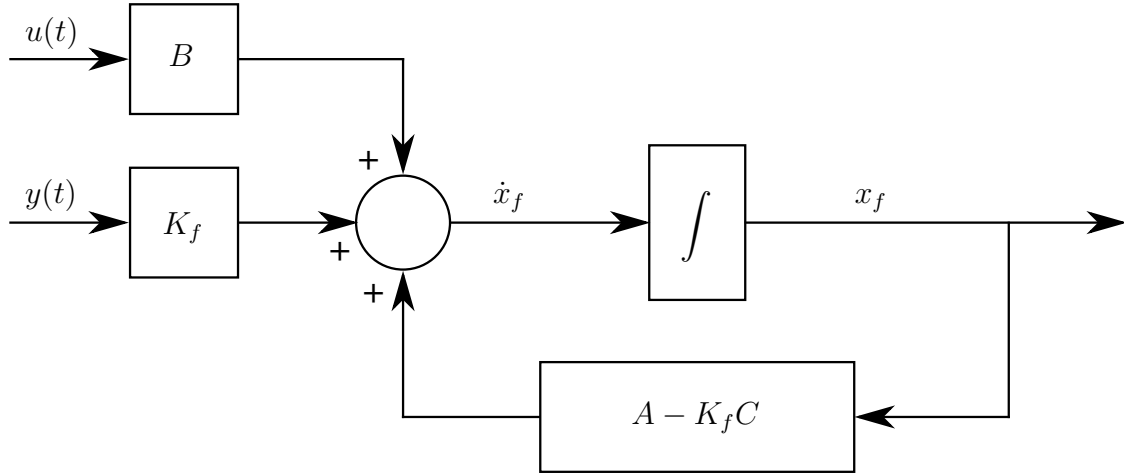 u(t)
B
+
y(t)
K_f
+
+
ẋ_f
∫
x_f
A − K_f C